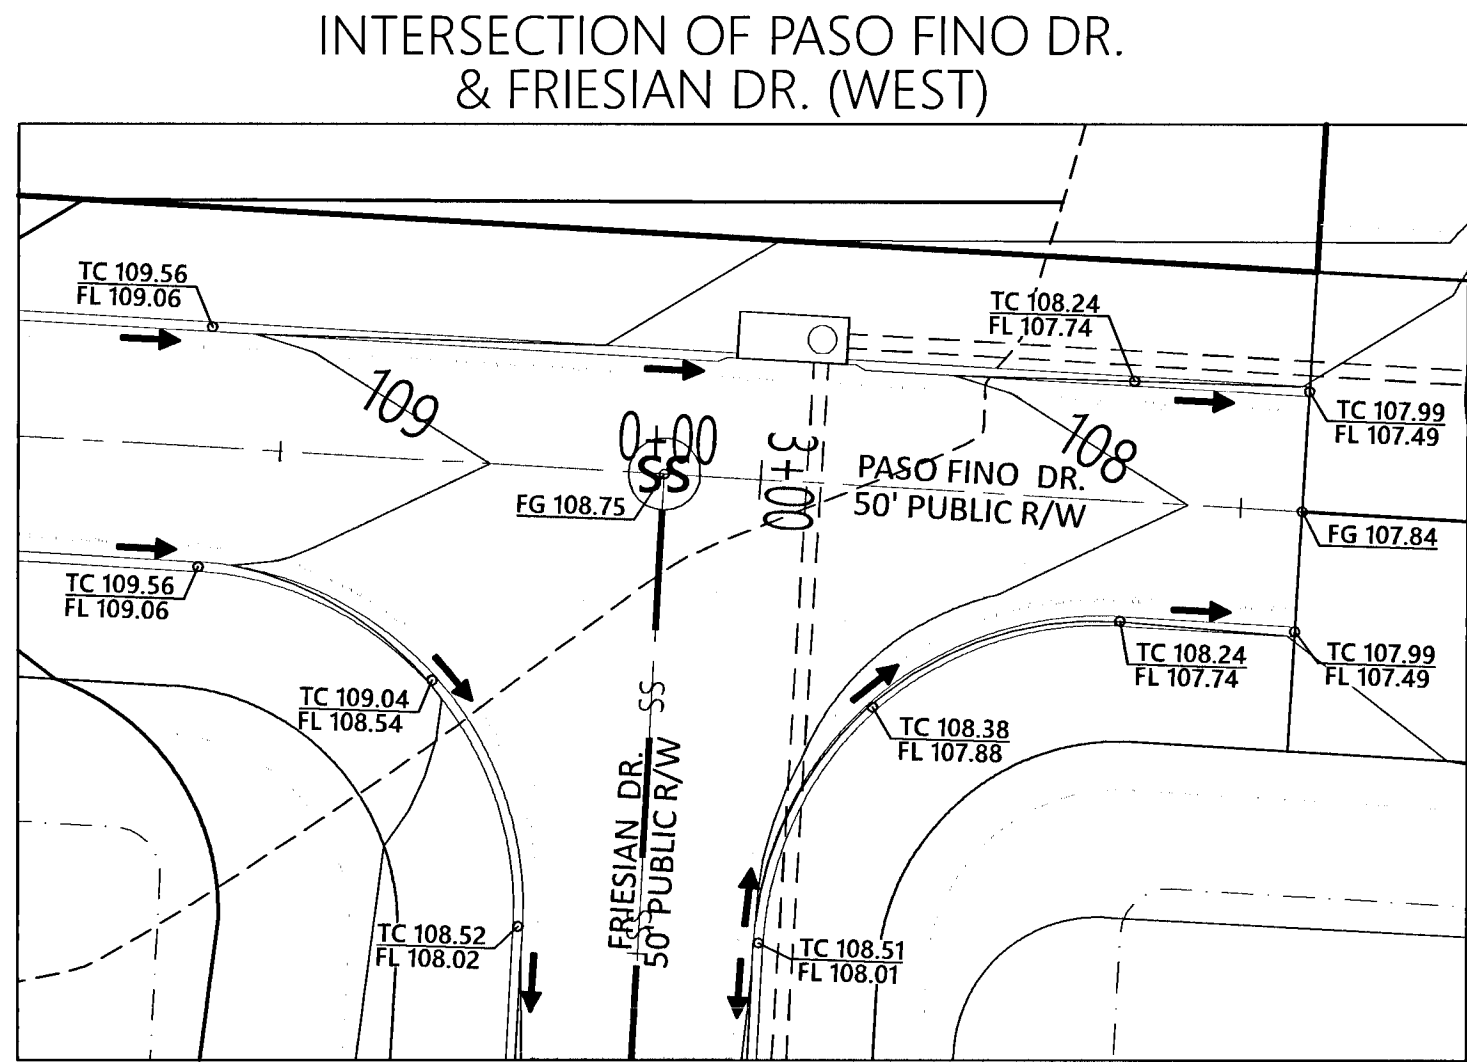 INTERSECTION OF PASO FINO DR.
& FRIESIAN DR. (WEST)
TC 109.56
FL 109.06
TC 108.24
FL 107.74
109
0+00
SS
FG 108.75
3+00
108
PASO FINO DR.
50' PUBLIC R/W
TC 107.99
FL 107.49
FG 107.84
TC 109.56
FL 109.06
TC 109.04
FL 108.54
SS
TC 108.24
FL 107.74
TC 107.99
FL 107.49
TC 108.38
FL 107.88
FRIESIAN DR.
50' PUBLIC R/W
SS
TC 108.52
FL 108.02
TC 108.51
FL 108.01